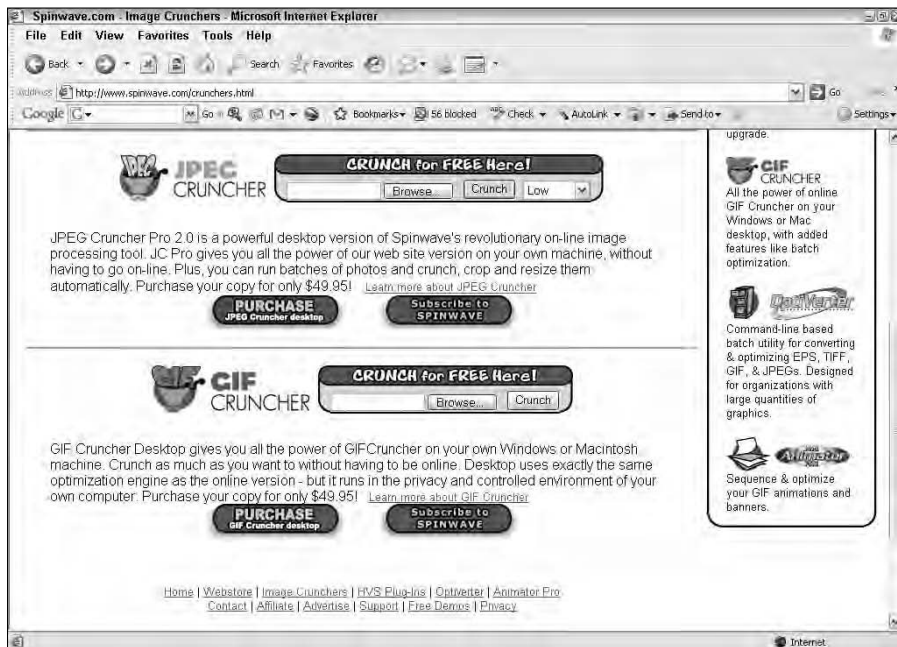 Spinwave.com - Image Crunchers - Microsoft Internet Explorer
File Edit View Favorites Tools Help
Back Search Favorites
Address http://www.spinwave.com/crunchers.html Go
Google G Go Bookmarks 56 blocked Check AutoLink Send to Settings
JPEG
JPEG
CRUNCHER
CRUNCH for FREE Here!
Browse... Crunch Low
JPEG Cruncher Pro 2.0 is a powerful desktop version of Spinwave's revolutionary on-line image
processing tool. JC Pro gives you all the power of our web site version on your own machine, without
having to go on-line. Plus, you can run batches of photos and crunch, crop and resize them
automatically. Purchase your copy for only $49.95! Learn more about JPEG Cruncher
PURCHASE
JPEG Cruncher desktop
Subscribe to
SPINWAVE
GIF
GIF
CRUNCHER
CRUNCH for FREE Here!
Browse... Crunch
GIF Cruncher Desktop gives you all the power of GIFCruncher on your own Windows or Macintosh
machine. Crunch as much as you want to without having to be online. Desktop uses exactly the same
optimization engine as the online version - but it runs in the privacy and controlled environment of your
own computer. Purchase your copy for only $49.95! Learn more about GIF Cruncher
PURCHASE
GIF Cruncher desktop
Subscribe to
SPINWAVE
Home | Webstore | Image Crunchers | HVS Plug-Ins | Optiverter | Animator Pro
Contact | Affiliate | Advertise | Support | Free Demos | Privacy
upgrade.
GIF
CRUNCHER
All the power of online
GIF Cruncher on your
Windows or Mac
desktop, with added
features like batch
optimization.
OptiVerter
Command-line based
batch utility for converting
& optimizing EPS, TIFF,
GIF, & JPEGs. Designed
for organizations with
large quantities of
graphics.
Animator
Sequence & optimize
your GIF animations and
banners.
Internet